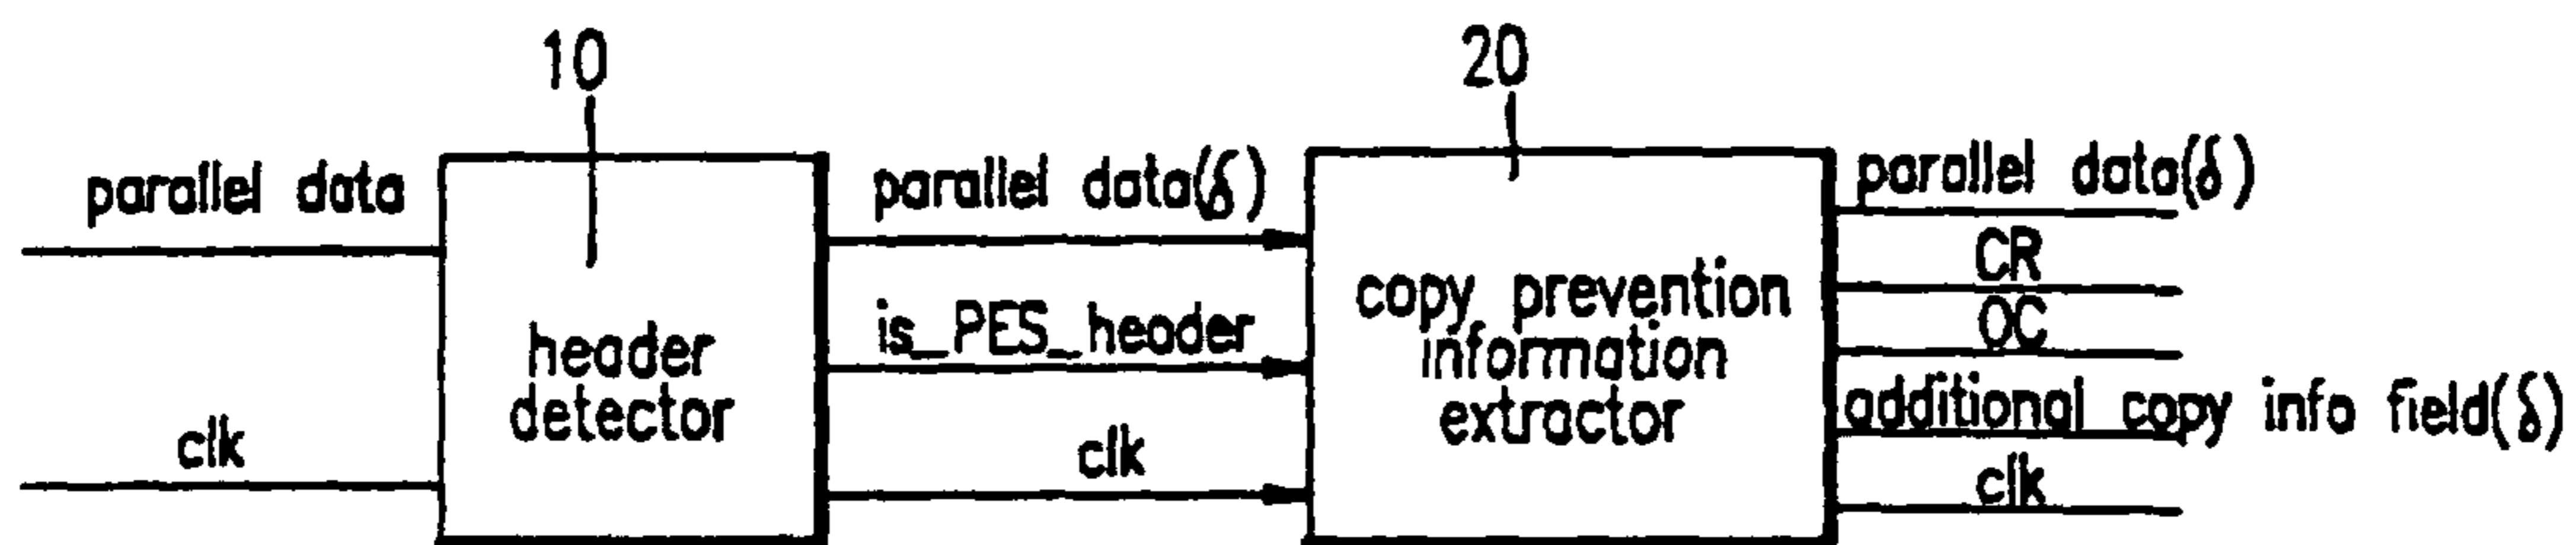 10
20
parallel data
clk
header
detector
parallel data(δ)
is_PES_header
clk
copy prevention
information
extractor
parallel data(δ)
CR
OC
additional copy info field(δ)
clk